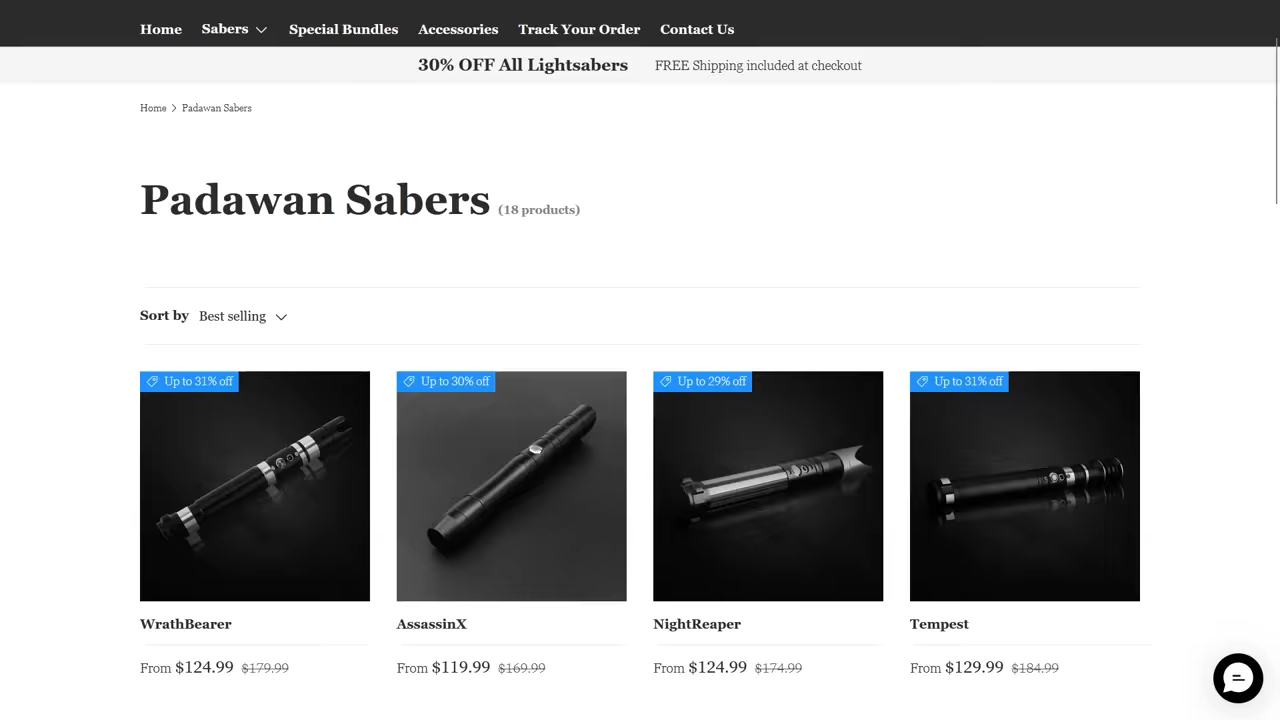 Home Sabers Special Bundles Accessories Track Your Order Contact Us
30% OFF All Lightsabers FREE Shipping included at checkout
Home > Padawan Sabers
Padawan Sabers (18 products)
Sort by Best selling
Up to 31% off Up to 30% off Up to 29% off Up to 31% off
WrathBearer AssassinX NightReaper Tempest
From $124.99 $179.99 From $119.99 $169.99 From $124.99 $174.99 From $129.99 $184.99